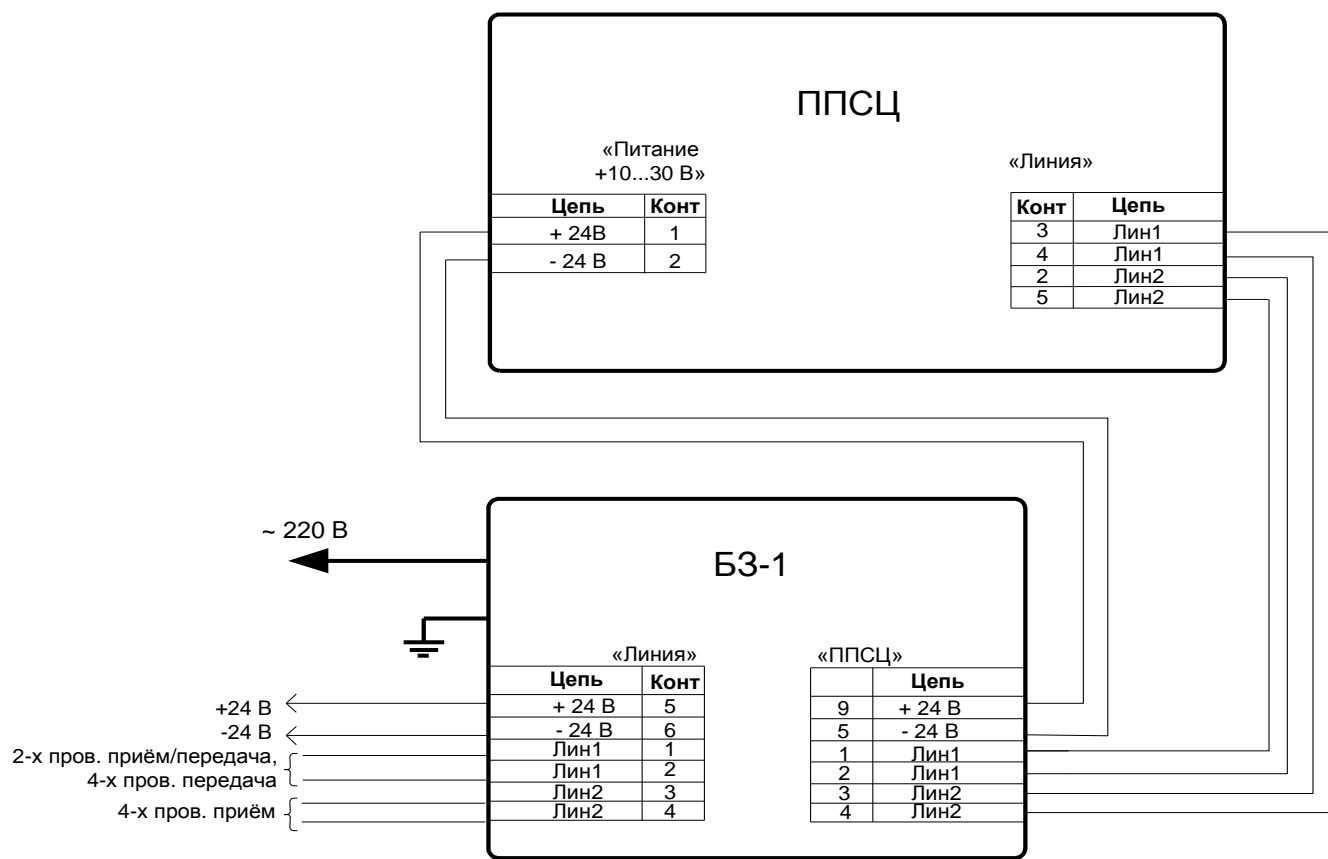 ППСЦ
«Питание
+10...30 В»
Цепь Конт
+ 24В 1
- 24 В 2
«Линия»
Конт Цепь
3 Лин1
4 Лин1
2 Лин2
5 Лин2
~ 220 В
БЗ-1
«Линия»
Цепь Конт
+ 24 В 5
- 24 В 6
Лин1 1
Лин1 2
Лин2 3
Лин2 4
«ППСЦ»
Цепь
9 + 24 В
5 - 24 В
1 Лин1
2 Лин1
3 Лин2
4 Лин2
+24 В
-24 В
2-х пров. приём/передача,
4-х пров. передача
4-х пров. приём